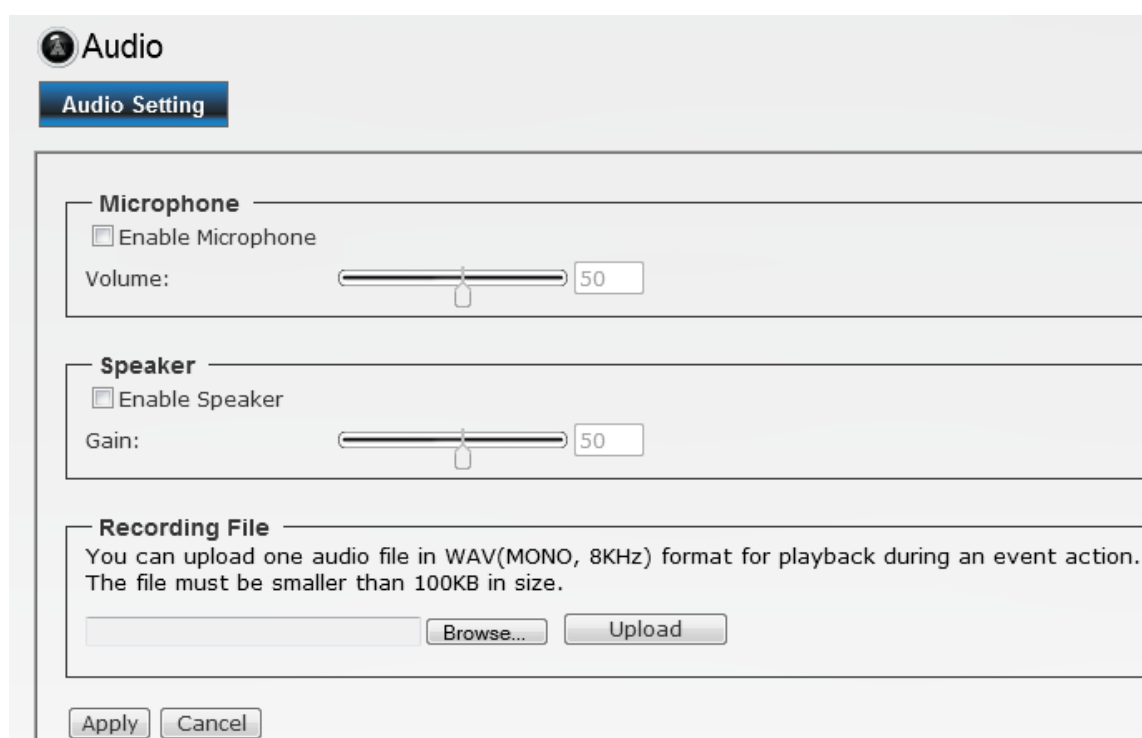 Audio
Audio Setting
Microphone
Enable Microphone
Volume: 50
Speaker
Enable Speaker
Gain: 50
Recording File
You can upload one audio file in WAV(MONO, 8KHz) format for playback during an event action.
The file must be smaller than 100KB in size.
Browse... Upload
Apply Cancel